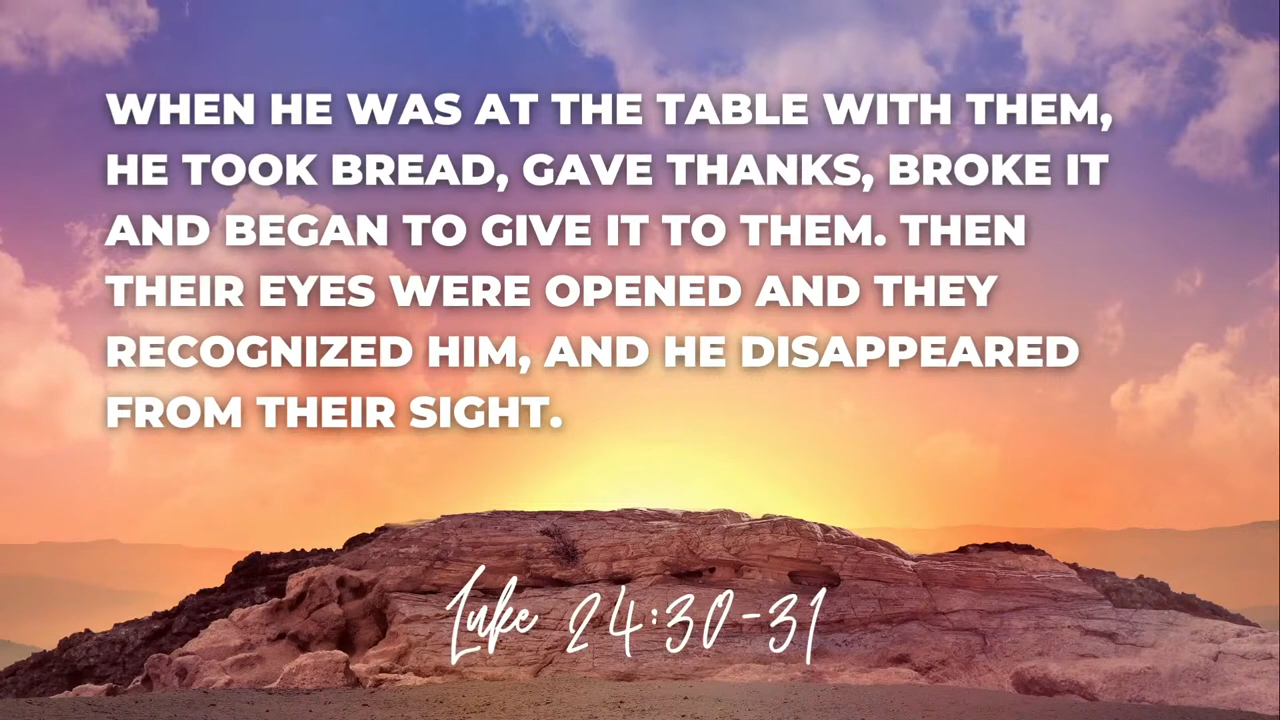 WHEN HE WAS AT THE TABLE WITH THEM,
HE TOOK BREAD, GAVE THANKS, BROKE IT
AND BEGAN TO GIVE IT TO THEM. THEN
THEIR EYES WERE OPENED AND THEY
RECOGNIZED HIM, AND HE DISAPPEARED
FROM THEIR SIGHT.
Luke 24:30-31